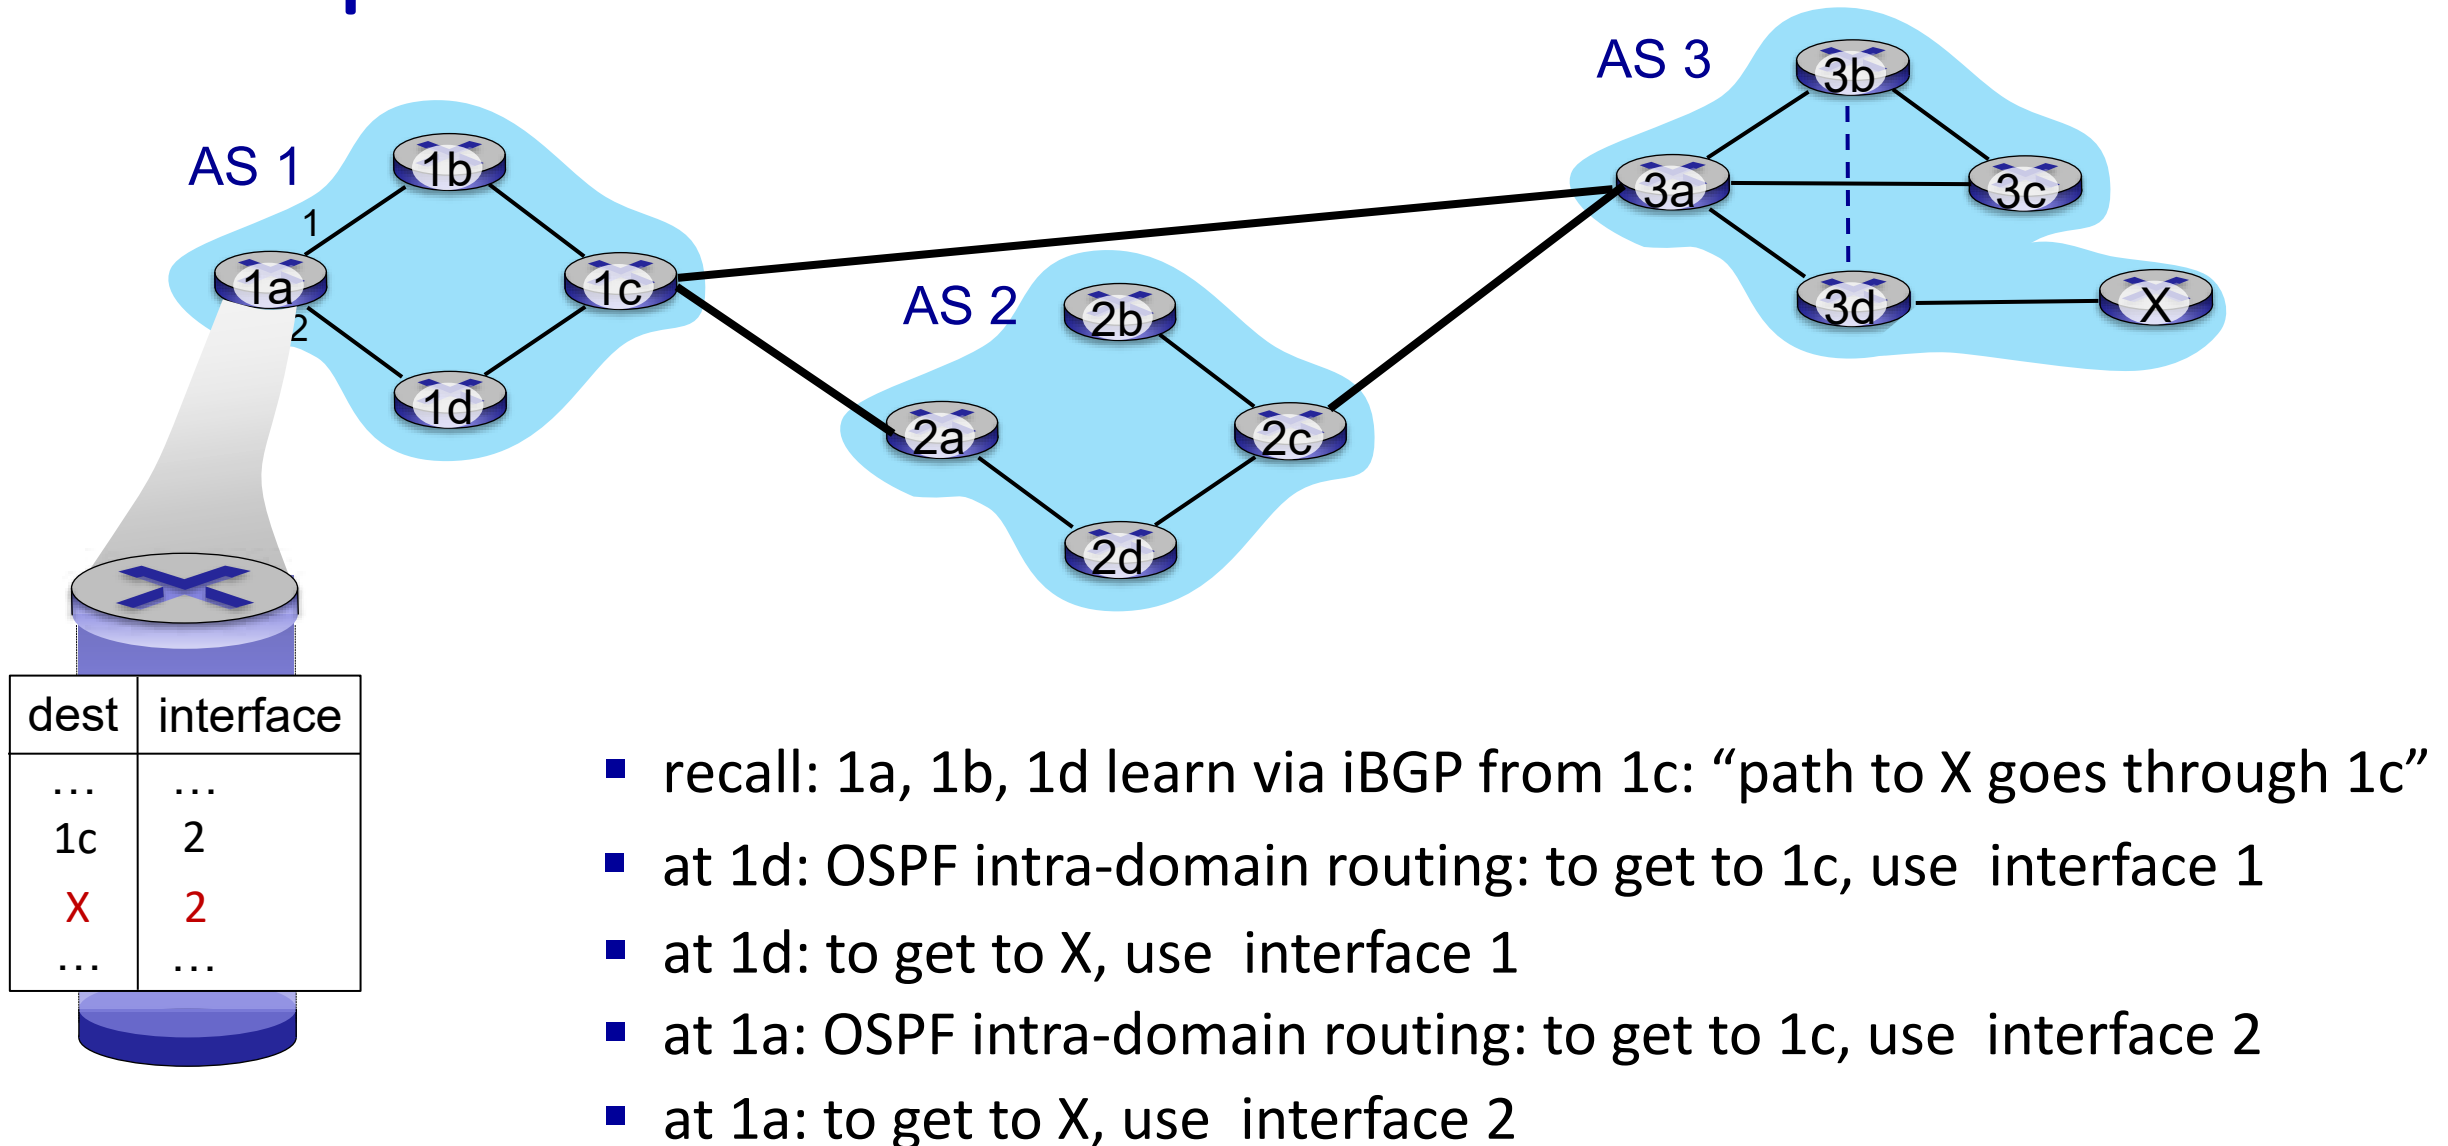 AS 3
3b
AS 1
1b
3a
3c
1
1a
1c
2
AS 2
2b
3d
X
1d
2a
2c
2d
dest interface
... ...
1c 2
X 2
... ...
▪ recall: 1a, 1b, 1d learn via iBGP from 1c: “path to X goes through 1c”
▪ at 1d: OSPF intra-domain routing: to get to 1c, use interface 1
▪ at 1d: to get to X, use interface 1
▪ at 1a: OSPF intra-domain routing: to get to 1c, use interface 2
▪ at 1a: to get to X, use interface 2